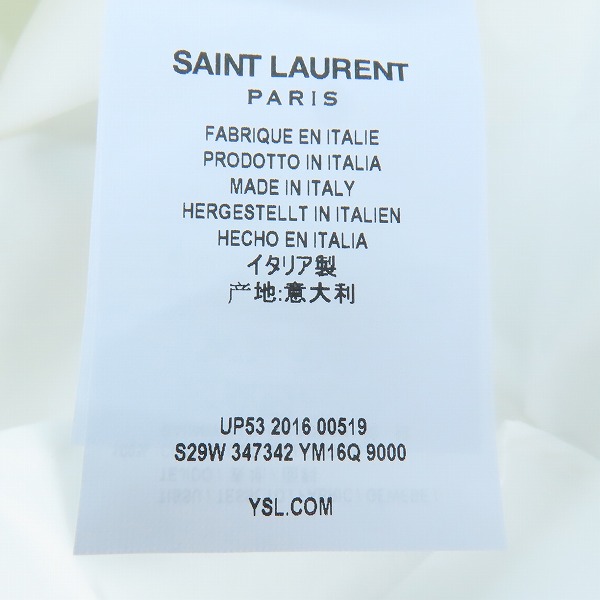 SAINT LAURENT
PARIS
FABRIQUE EN ITALIE
PRODOTTO IN ITALIA
MADE IN ITALY
HERGESTELLT IN ITALIEN
HECHO EN ITALIA
イタリア製
产地:意大利
UP53 2016 00519
S29W 347342 YM16Q 9000
YSL.COM